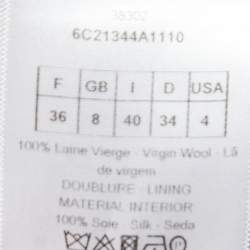 38302
6C21344A1110
F GB I D USA
36 8 40 34 4
100% Laine Vierge - Virgin Wool - Lã
de virgem
DOUBLURE - LINING
MATERIAL INTERIOR
100% Soie - Silk - Seda